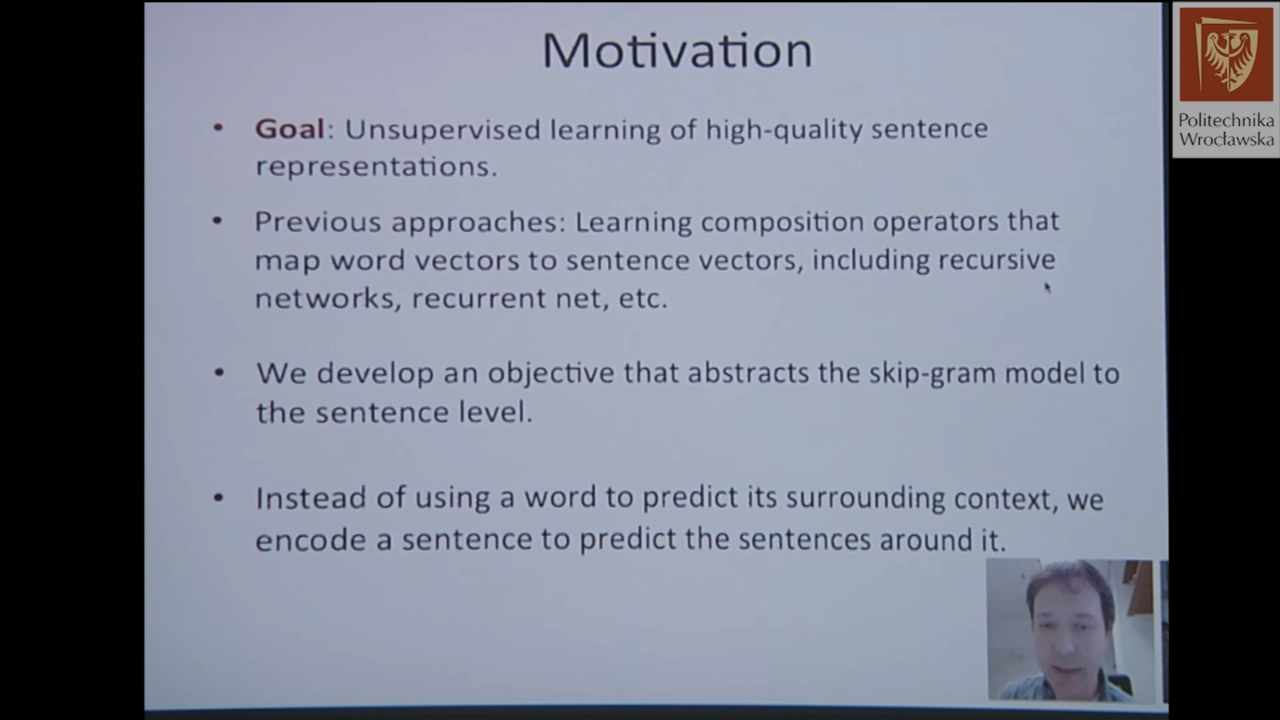 Motivation
• Goal: Unsupervised learning of high-quality sentence
representations.
• Previous approaches: Learning composition operators that
map word vectors to sentence vectors, including recursive
networks, recurrent net, etc.
• We develop an objective that abstracts the skip-gram model to
the sentence level.
• Instead of using a word to predict its surrounding context, we
encode a sentence to predict the sentences around it.
Politechnika
Wrocławska